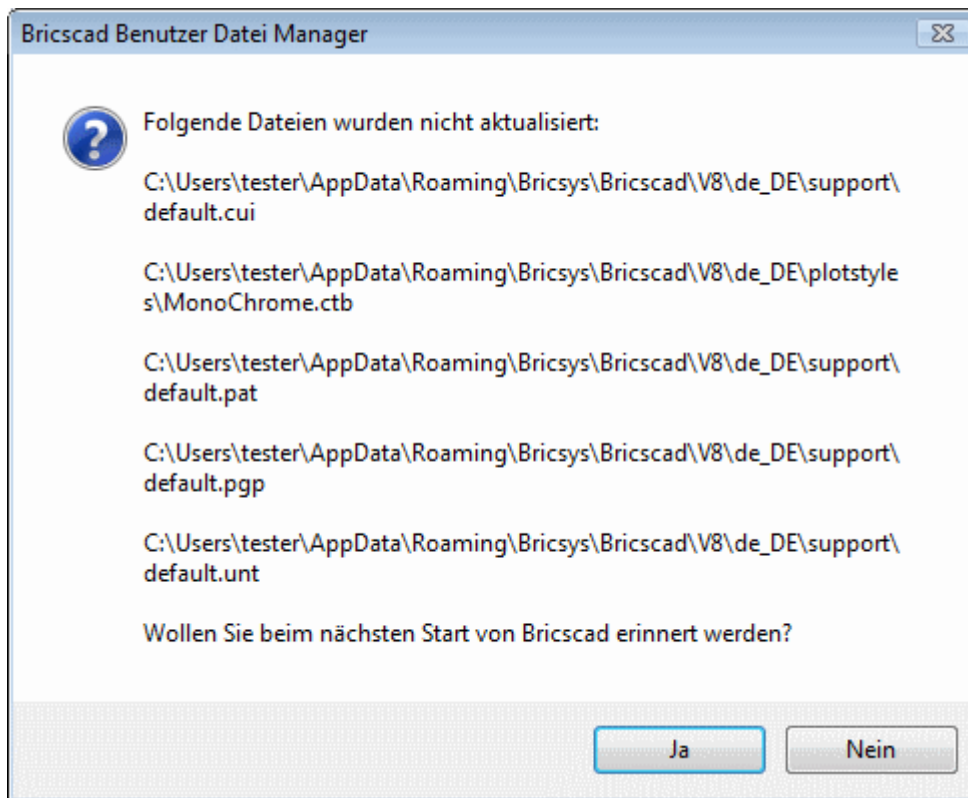 Bricscad Benutzer Datei Manager
Folgende Dateien wurden nicht aktualisiert:
C:\Users\tester\AppData\Roaming\Bricsys\Bricscad\V8\de_DE\support\
default.cui
C:\Users\tester\AppData\Roaming\Bricsys\Bricscad\V8\de_DE\plotstyle
s\MonoChrome.ctb
C:\Users\tester\AppData\Roaming\Bricsys\Bricscad\V8\de_DE\support\
default.pat
C:\Users\tester\AppData\Roaming\Bricsys\Bricscad\V8\de_DE\support\
default.pgp
C:\Users\tester\AppData\Roaming\Bricsys\Bricscad\V8\de_DE\support\
default.unt
Wollen Sie beim nächsten Start von Bricscad erinnert werden?
Ja
Nein